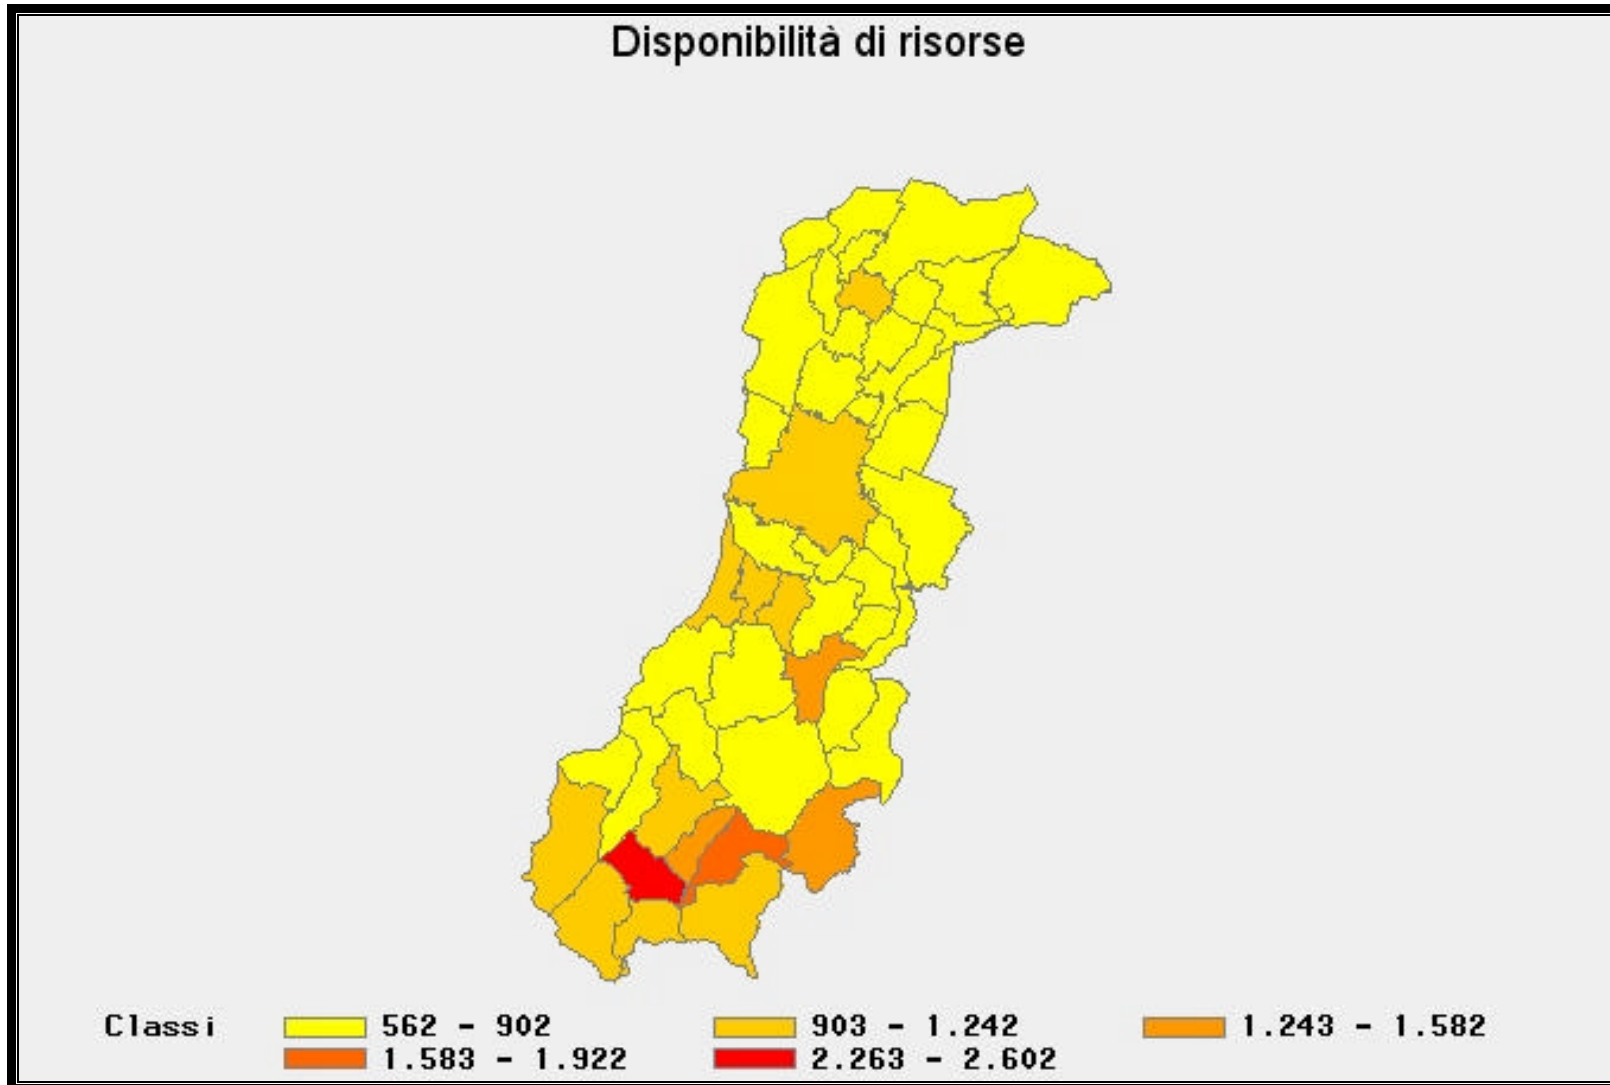 Disponibilità di risorse
Classi 562 - 902 903 - 1.242 1.243 - 1.582
1.583 - 1.922 2.263 - 2.602